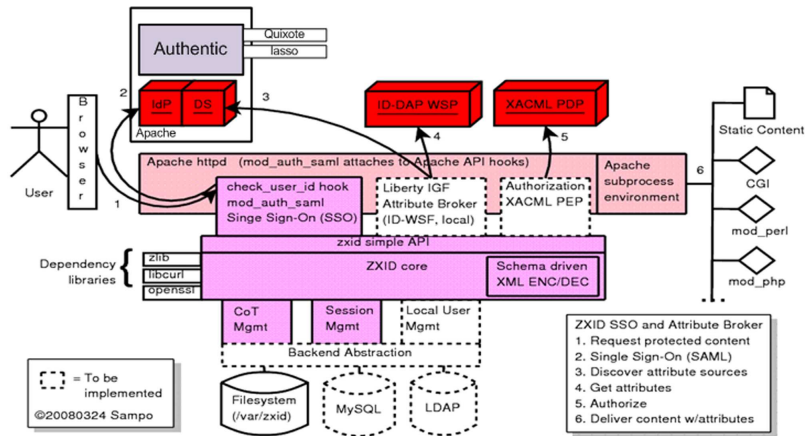 Quixote
Authentic
lasso
2
IdP
DS
3
Apache
ID-DAP WSP
XACML PDP
4
5
Browser
User
1
Apache httpd (mod_auth_saml attaches to Apache API hooks)
Apache
subprocess
environment
6
Static Content
CGI
mod_perl
mod_php
check_user_id hook
mod_auth_saml
Singe Sign-On (SSO)
Liberty IGF
Attribute Broker
(ID-WSF, local)
Authorization
XACML PEP
zxid simple API
Dependency
libraries
zlib
libcurl
openssl
ZXID core
Schema driven
XML ENC/DEC
CoT
Mgmt
Session
Mgmt
Local User
Mgmt
Backend Abstraction
Filesystem
(/var/zxid)
MySQL
LDAP
= To be
implemented
©20080324 Sampo
ZXID SSO and Attribute Broker
1. Request protected content
2. Single Sign-On (SAML)
3. Discover attribute sources
4. Get attributes
5. Authorize
6. Deliver content w/attributes